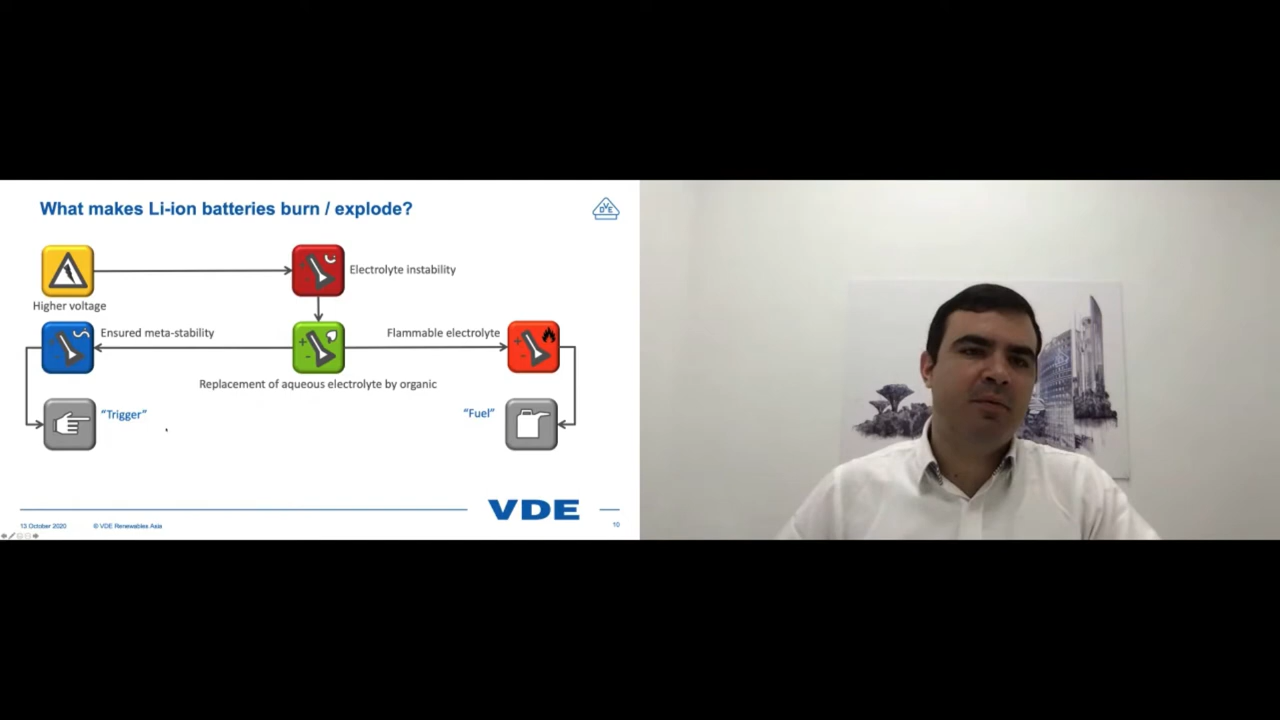 What makes Li-ion batteries burn / explode?
VDE
Electrolyte instability
Higher voltage
Ensured meta-stability
Flammable electrolyte
Replacement of aqueous electrolyte by organic
“Trigger”
“Fuel”
VDE
13 October 2020
© VDE Renewables Asia
10